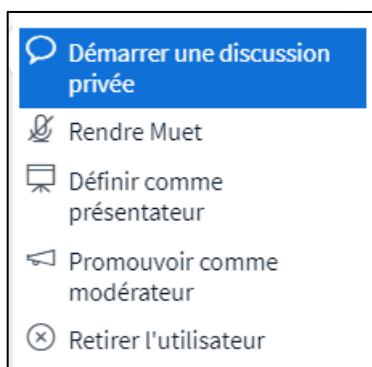 Démarrer une discussion
privée
Rendre Muet
Définir comme
présentateur
Promouvoir comme
modérateur
Retirer l'utilisateur